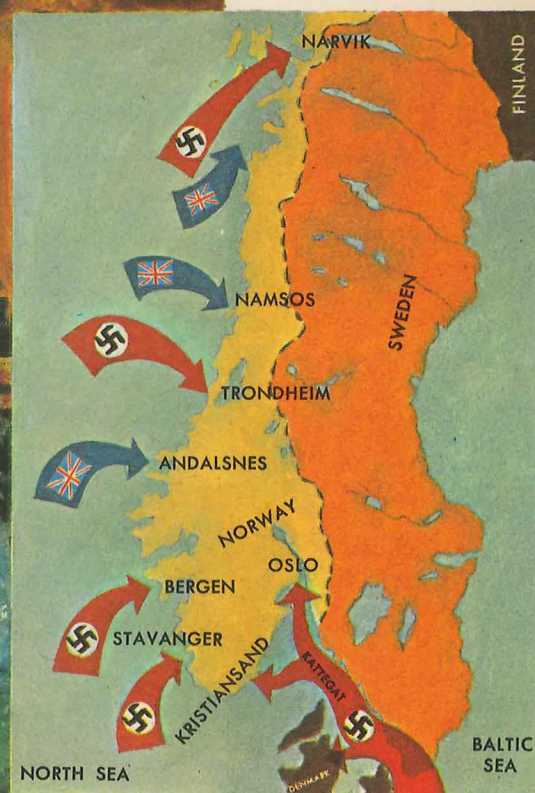 NARVIK
FINLAND
NAMSOS
SWEDEN
TRONDHEIM
ANDALSNES
NORWAY
OSLO
BERGEN
STAVANGER
KRISTIANSAND
KATTEGAT
DENMARK
NORTH SEA
BALTIC
SEA